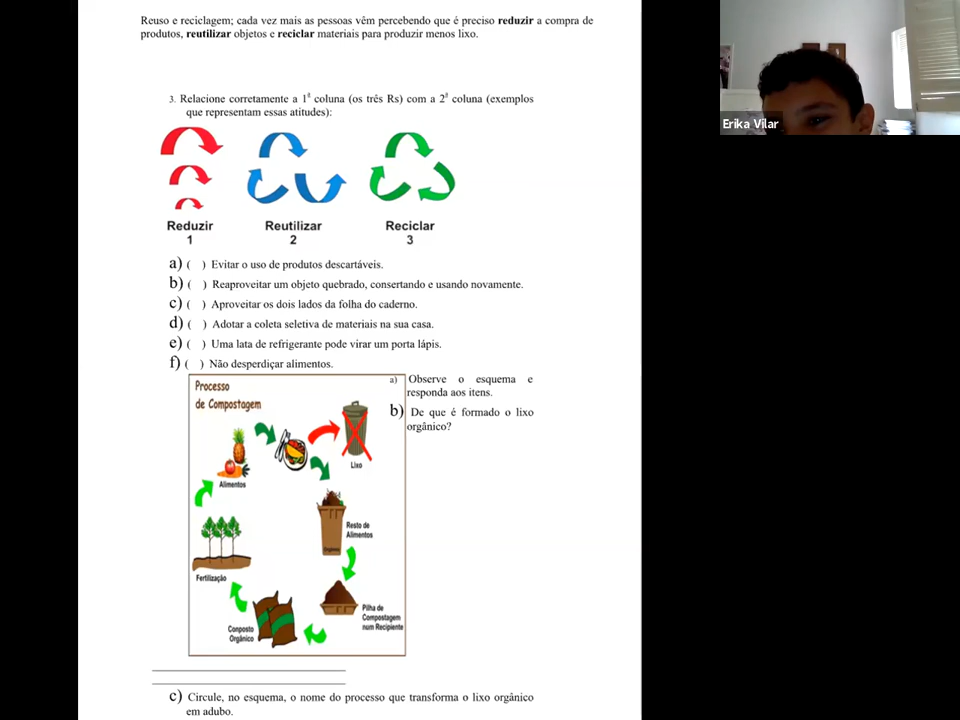 Reuso e reciclagem; cada vez mais as pessoas vêm percebendo que é preciso reduzir a compra de
produtos, reutilizar objetos e reciclar materiais para produzir menos lixo.
Erika Vilar
3. Relacione corretamente a 1ª coluna (os três Rs) com a 2ª coluna (exemplos
que representam essas atitudes):
Reduzir
1
Reutilizar
2
Reciclar
3
a) ( ) Evitar o uso de produtos descartáveis.
b) ( ) Reaproveitar um objeto quebrado, consertando e usando novamente.
c) ( ) Aproveitar os dois lados da folha do caderno.
d) ( ) Adotar a coleta seletiva de materiais na sua casa.
e) ( ) Uma lata de refrigerante pode virar um porta lápis.
f) ( ) Não desperdiçar alimentos.
Processo
de Compostagem
Lixo
Alimentos
Resto de
Alimentos
Fertilização
Pilha de
Compostagem
num Recipiente
Conposto
Orgânico
a) Observe o esquema e
responda aos itens.
b) De que é formado o lixo
orgânico?
c) Circule, no esquema, o nome do processo que transforma o lixo orgânico
em adubo.